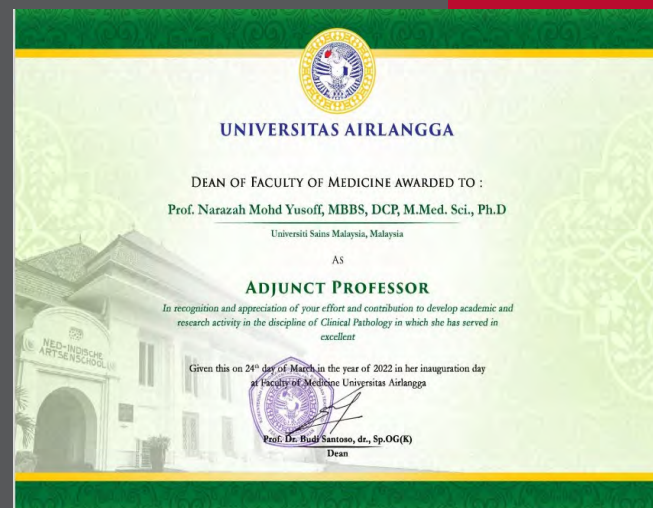 UNIVERSITAS AIRLANGGA
DEAN OF FACULTY OF MEDICINE AWARDED TO :
Prof. Narazah Mohd Yusoff, MBBS, DCP, M.Med. Sci., Ph.D
Universiti Sains Malaysia, Malaysia
AS
ADJUNCT PROFESSOR
In recognition and appreciation of your effort and contribution to develop academic and
research activity in the discipline of Clinical Pathology in which she has served in
excellent
NED-INDISCHE
ARTSENSCHOOL
Given this on 24th day of March in the year of 2022 in her inauguration day
at Faculty of Medicine Universitas Airlangga
Prof. Dr. Budi Santoso, dr., Sp.OG(K)
Dean